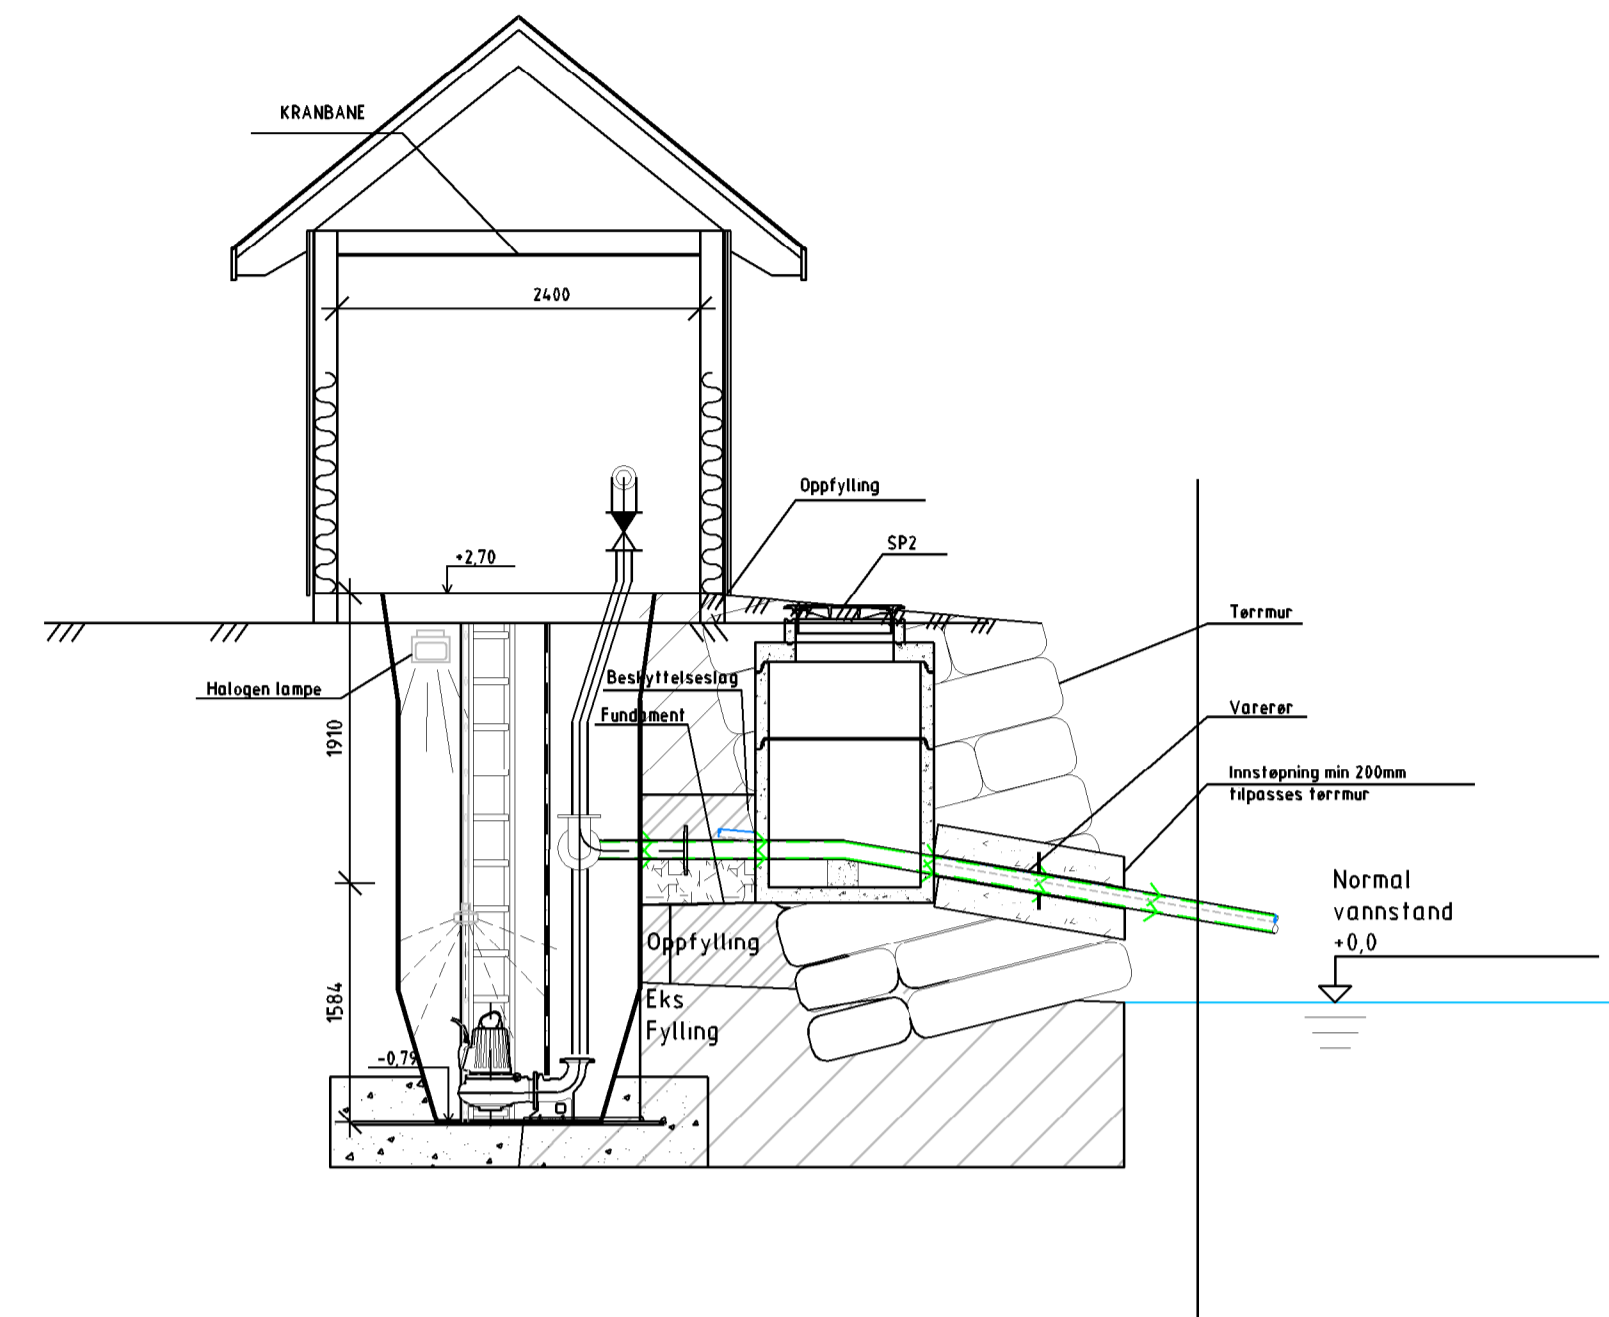 KRANBANE
2400
Oppfylling
SP2
+2,70
Tørrmur
Halogen lampe
Beskyttelseslag
Fundament
Varerør
1910
Innstøpning min 200mm
tilpasses tørrmur
Normal
vannstand
+0,0
Oppfylling
Eks
Fylling
1584
-0,79